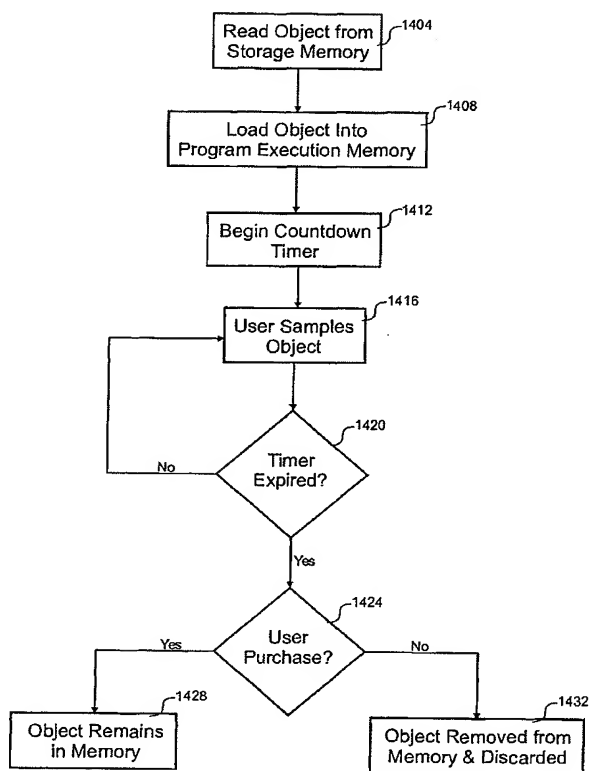 Read Object from
Storage Memory
1404
Load Object Into
Program Execution Memory
1408
Begin Countdown
Timer
1412
User Samples
Object
1416
Timer
Expired?
1420
No
Yes
User
Purchase?
1424
Yes
No
Object Remains
in Memory
1428
Object Removed from
Memory & Discarded
1432